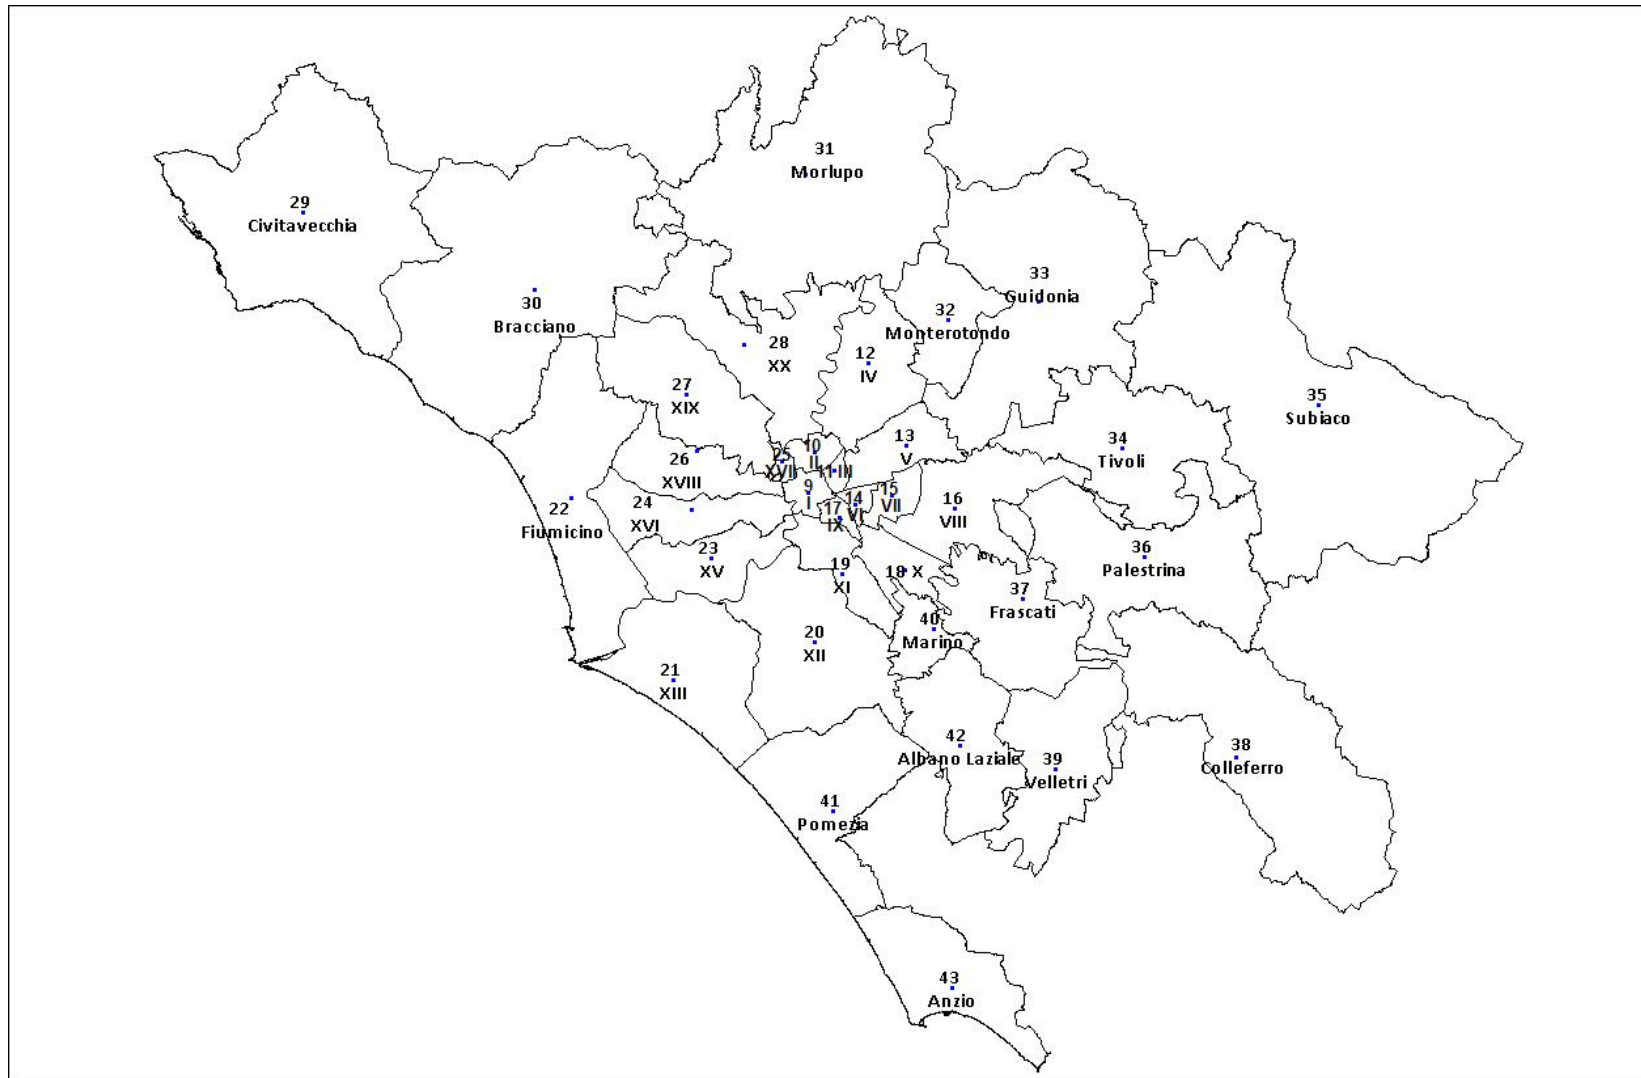 31
Morlupo
29
Civitavecchia
33
Guidonia
30
Bracciano
32
Monterotondo
28
XX
12
IV
27
XIX
35
Subiaco
13
V
34
Tivoli
10
II
25
XVII
11 III
26
XVIII
9
I
14
VI
15
VII
16
VIII
24
XVI
22
Fiumicino
17
IX
23
XV
36
Palestrina
19
XI
18 X
37
Frascati
40
Marino
20
XII
21
XIII
42
Albano Laziale
38
Colleferro
39
Velletri
41
Pomezia
43
Anzio